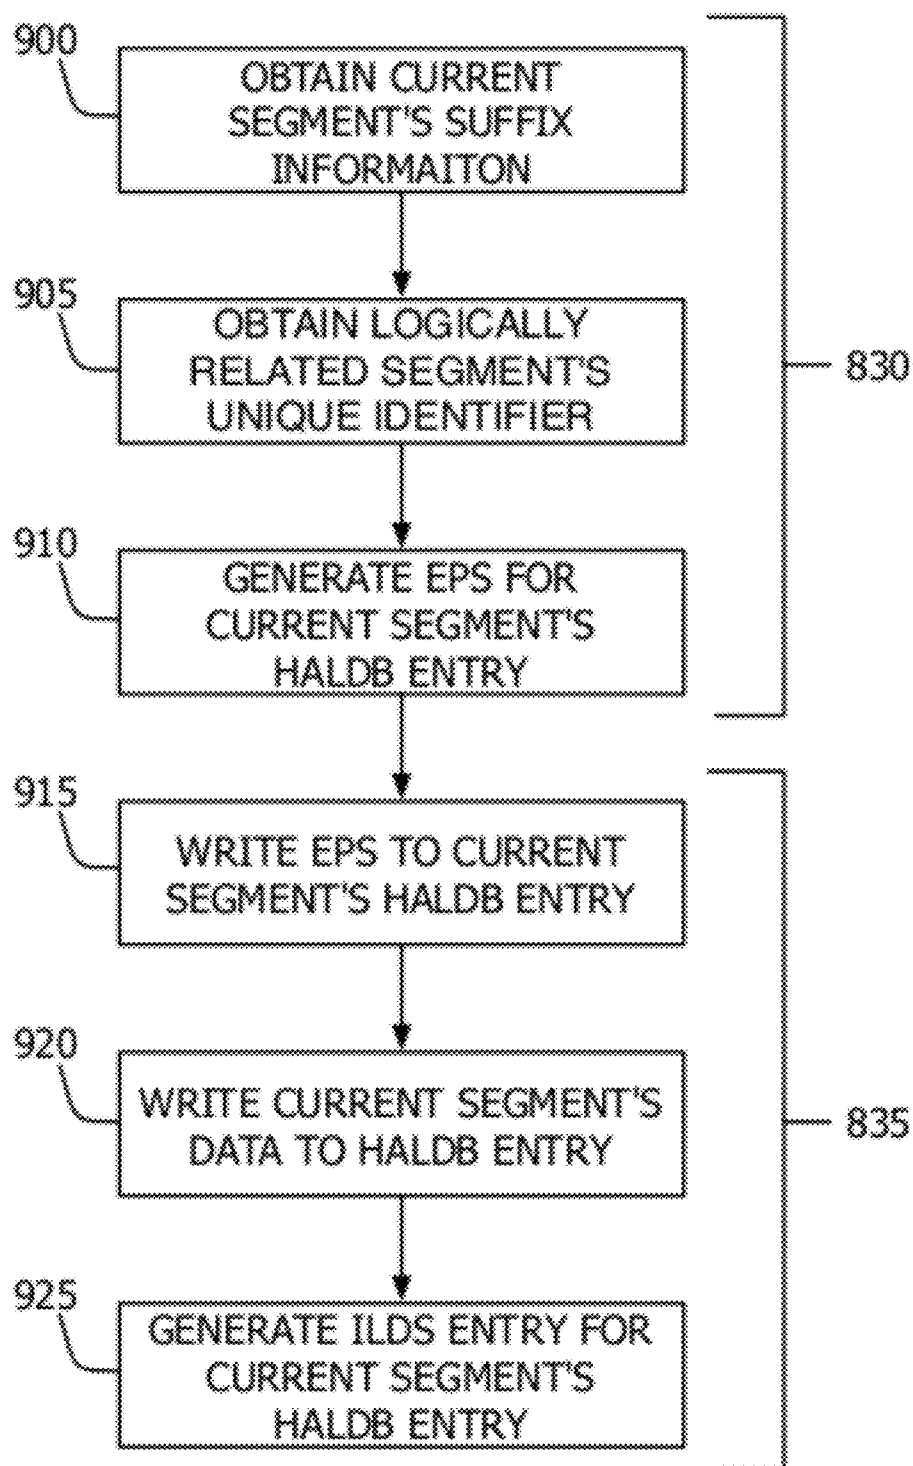 900
OBTAIN CURRENT
SEGMENT'S SUFFIX
INFORMAITON
905
OBTAIN LOGICALLY
RELATED SEGMENT'S
UNIQUE IDENTIFIER
830
910
GENERATE EPS FOR
CURRENT SEGMENT'S
HALDB ENTRY
915
WRITE EPS TO CURRENT
SEGMENT'S HALDB ENTRY
920
WRITE CURRENT SEGMENT'S
DATA TO HALDB ENTRY
835
925
GENERATE ILDS ENTRY FOR
CURRENT SEGMENT'S
HALDB ENTRY